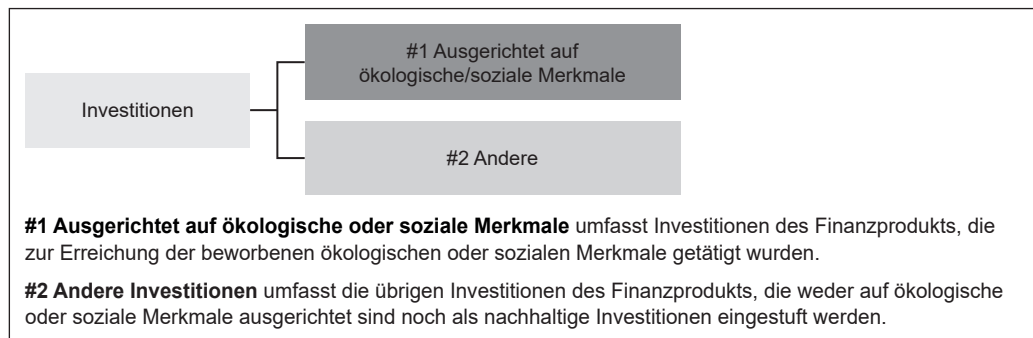 #1 Ausgerichtet auf
ökologische/soziale Merkmale
Investitionen
#2 Andere
#1 Ausgerichtet auf ökologische oder soziale Merkmale umfasst Investitionen des Finanzprodukts, die
zur Erreichung der beworbenen ökologischen oder sozialen Merkmale getätigt wurden.
#2 Andere Investitionen umfasst die übrigen Investitionen des Finanzprodukts, die weder auf ökologische
oder soziale Merkmale ausgerichtet sind noch als nachhaltige Investitionen eingestuft werden.